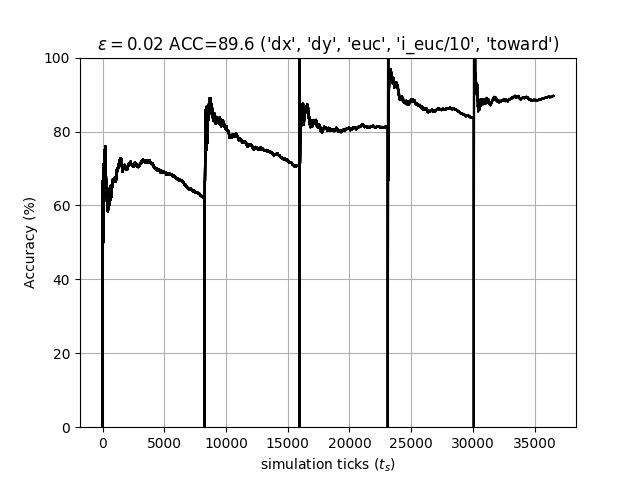 ε = 0.02 ACC=89.6 ('dx', 'dy', 'euc', 'i_euc/10', 'toward')
100
80
60
40
20
0
Accuracy (%)
0 5000 10000 15000 20000 25000 30000 35000
simulation ticks (tₛ)